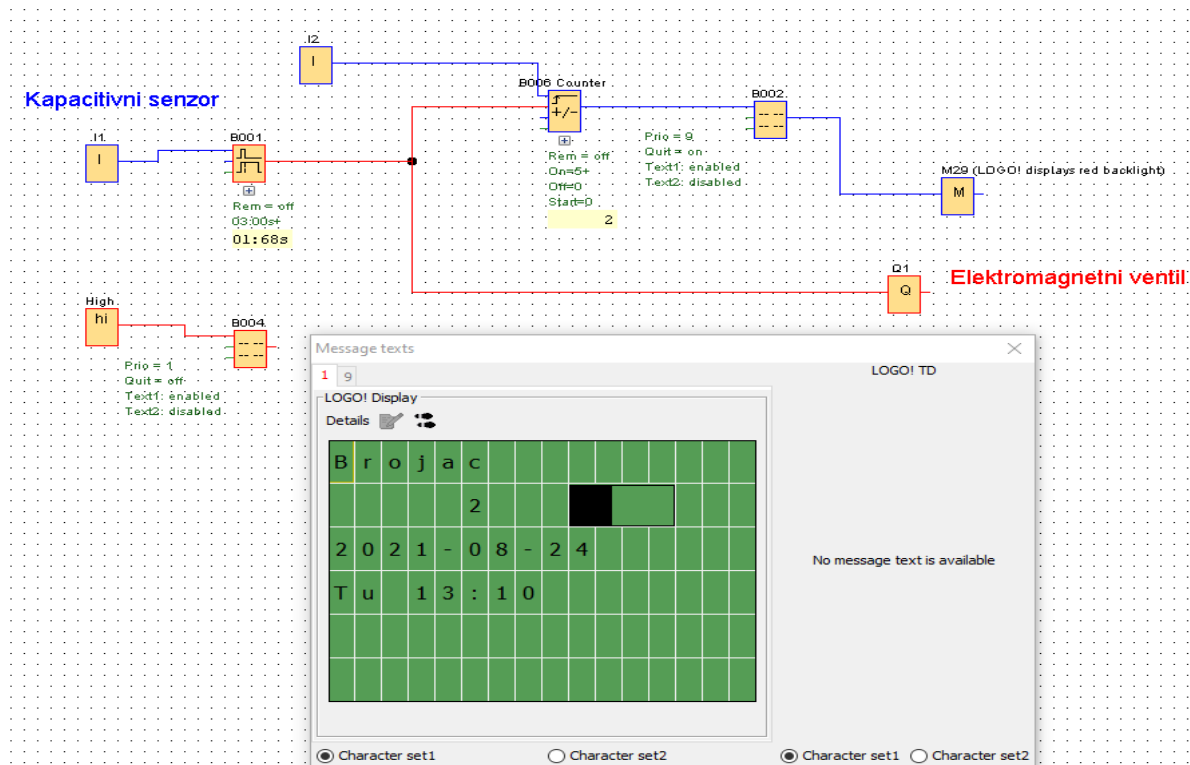 I2
I
B006 Counter
+/-
Rem = off
On=5+
Off=0
Start=0
2
B002
Prio = 9
Quit = on
Text1: enabled
Text2: disabled
M29 (LOGO! displays red backlight)
M
Kapacitivni senzor
I1
I
B001
Rem = off
03:00s+
01:68s
Q1
Q
Elektromagnetni ventil
High
hi
B004
Prio = 1
Quit = off
Text1: enabled
Text2: disabled
Message texts
1 9
LOGO! TD
LOGO! Display
Details
Brojac
2
2021-08-24
Tu 13:10
No message text is available
Character set1 Character set2 Character set1 Character set2